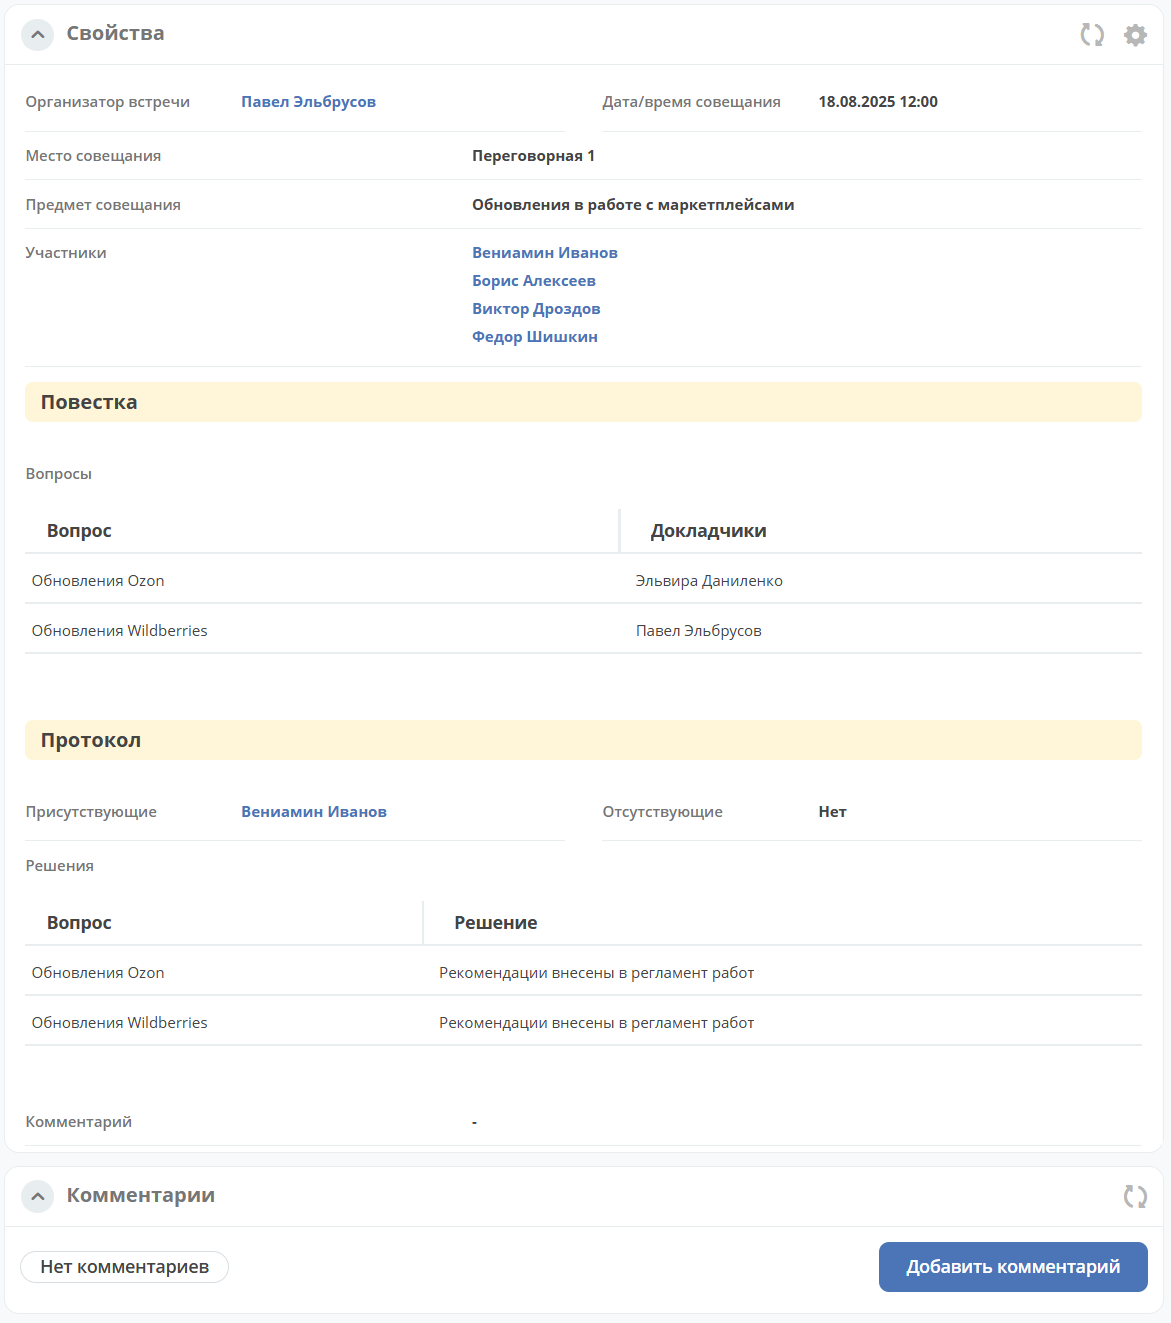 Свойства
Организатор встречи Павел Эльбрусов Дата/время совещания 18.08.2025 12:00
Место совещания Переговорная 1
Предмет совещания Обновления в работе с маркетплейсами
Участники Вениамин Иванов
Борис Алексеев
Виктор Дроздов
Федор Шишкин
Повестка
Вопросы
Вопрос Докладчики
Обновления Ozon Эльвира Даниленко
Обновления Wildberries Павел Эльбрусов
Протокол
Присутствующие Вениамин Иванов Отсутствующие Нет
Решения
Вопрос Решение
Обновления Ozon Рекомендации внесены в регламент работ
Обновления Wildberries Рекомендации внесены в регламент работ
Комментарий -
Комментарии
Нет комментариев Добавить комментарий